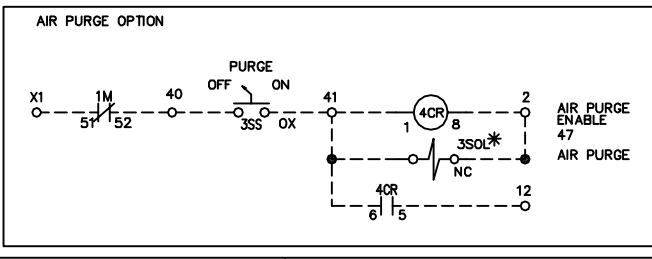 AIR PURGE OPTION
PURGE
OFF ON
X1 1M 40 41 4CR 2
51 52 3SS OX 1 8
AIR PURGE
ENABLE
47
3SOL*
AIR PURGE
NC
4CR 12
6 5